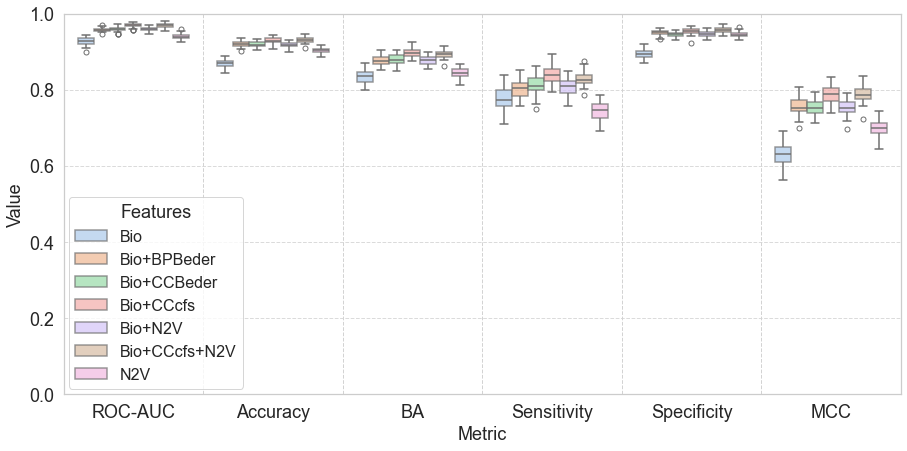 1.0
0.8
0.6
0.4
0.2
0.0
Value
Features
Bio
Bio+BPBeder
Bio+CCBeder
Bio+CCcfs
Bio+N2V
Bio+CCcfs+N2V
N2V
ROC-AUC Accuracy BA Sensitivity Specificity MCC
Metric